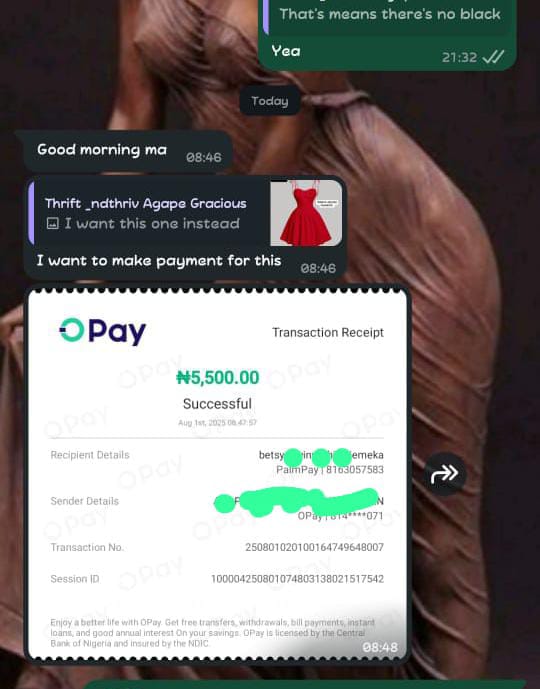 That's means there's no black
Yea
21:32
Today
Good morning ma
08:46
Thrift _ndthriv Agape Gracious
I want this one instead
I want to make payment for this
08:46
OPay
Transaction Receipt
₦5,500.00
Successful
Aug 1st, 2025 08:47:57
Recipient Details
PalmPay | 8163057583
Sender Details
OPay | 814****071
Transaction No.
250801020100164749648007
Session ID
100004250801074803138021517542
Enjoy a better life with OPay. Get free transfers, withdrawals, bill payments, instant
loans, and good annual interest On your savings. OPay is licensed by the Central
Bank of Nigeria and insured by the NDIC.
08:48